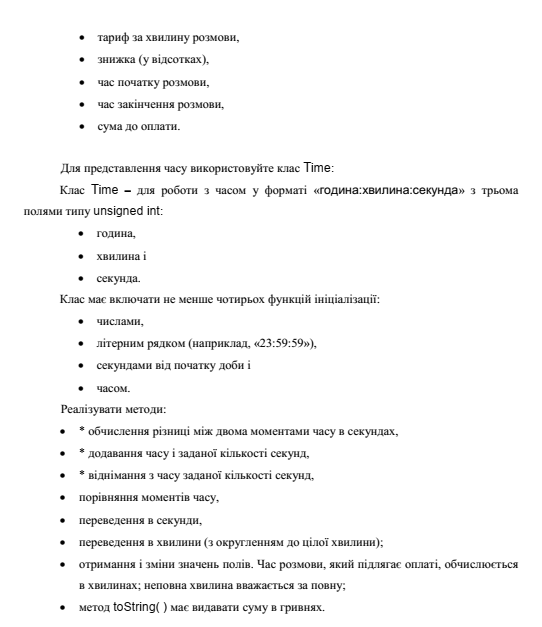 • тариф за хвилину розмови,
• знижка (у відсотках),
• час початку розмови,
• час закінчення розмови,
• сума до оплати.
Для представлення часу використовуйте клас Time:
Клас Time – для роботи з часом у форматі «година:хвилина:секунда» з трьома
полями типу unsigned int:
• година,
• хвилина і
• секунда.
Клас має включати не менше чотирьох функцій ініціалізації:
• числами,
• літерним рядком (наприклад, «23:59:59»),
• секундами від початку доби і
• часом.
Реалізувати методи:
• * обчислення різниці між двома моментами часу в секундах,
• * додавання часу і заданої кількості секунд,
• * віднімання з часу заданої кількості секунд,
• порівняння моментів часу,
• переведення в секунди,
• переведення в хвилини (з округленням до цілої хвилини);
• отримання і зміни значень полів. Час розмови, який підлягає оплаті, обчислюється
в хвилинах; неповна хвилина вважається за повну;
• метод toString( ) має видавати суму в гривнях.